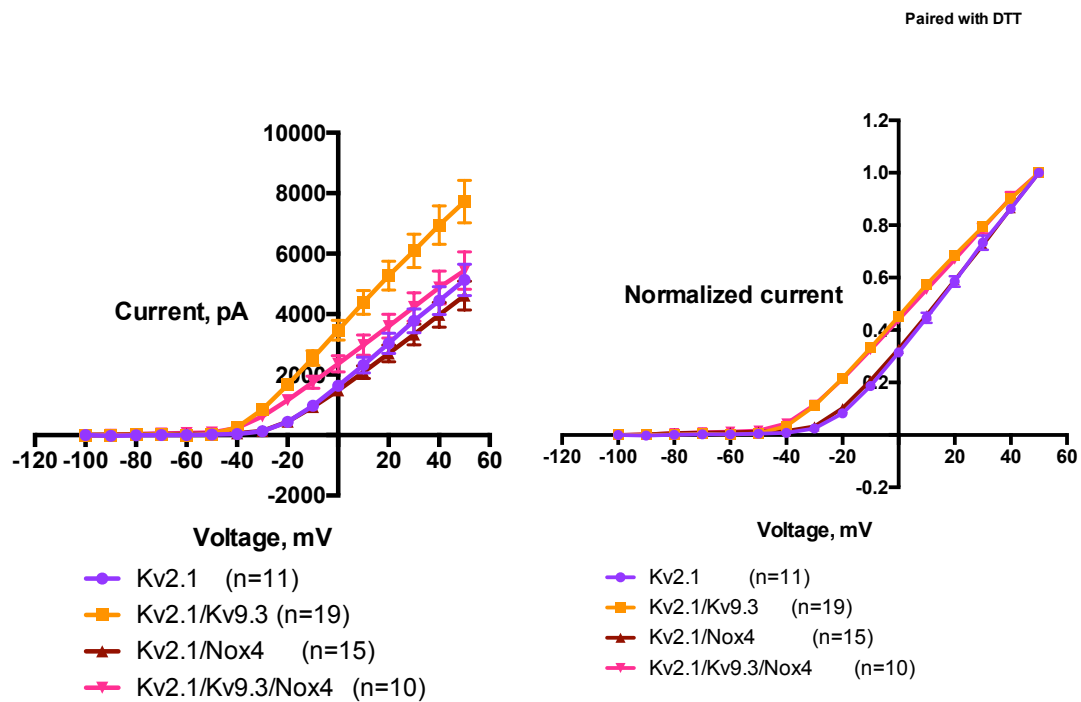 Paired with DTT
10000
8000
6000
4000
2000
-2000
Current, pA
-120 -100 -80 -60 -40 -20 20 40 60
Voltage, mV
Kv2.1 (n=11)
Kv2.1/Kv9.3 (n=19)
Kv2.1/Nox4 (n=15)
Kv2.1/Kv9.3/Nox4 (n=10)
1.2
1.0
0.8
0.6
0.4
0.2
-0.2
Normalized current
-120 -100 -80 -60 -40 -20 20 40 60
Voltage, mV
Kv2.1 (n=11)
Kv2.1/Kv9.3 (n=19)
Kv2.1/Nox4 (n=15)
Kv2.1/Kv9.3/Nox4 (n=10)